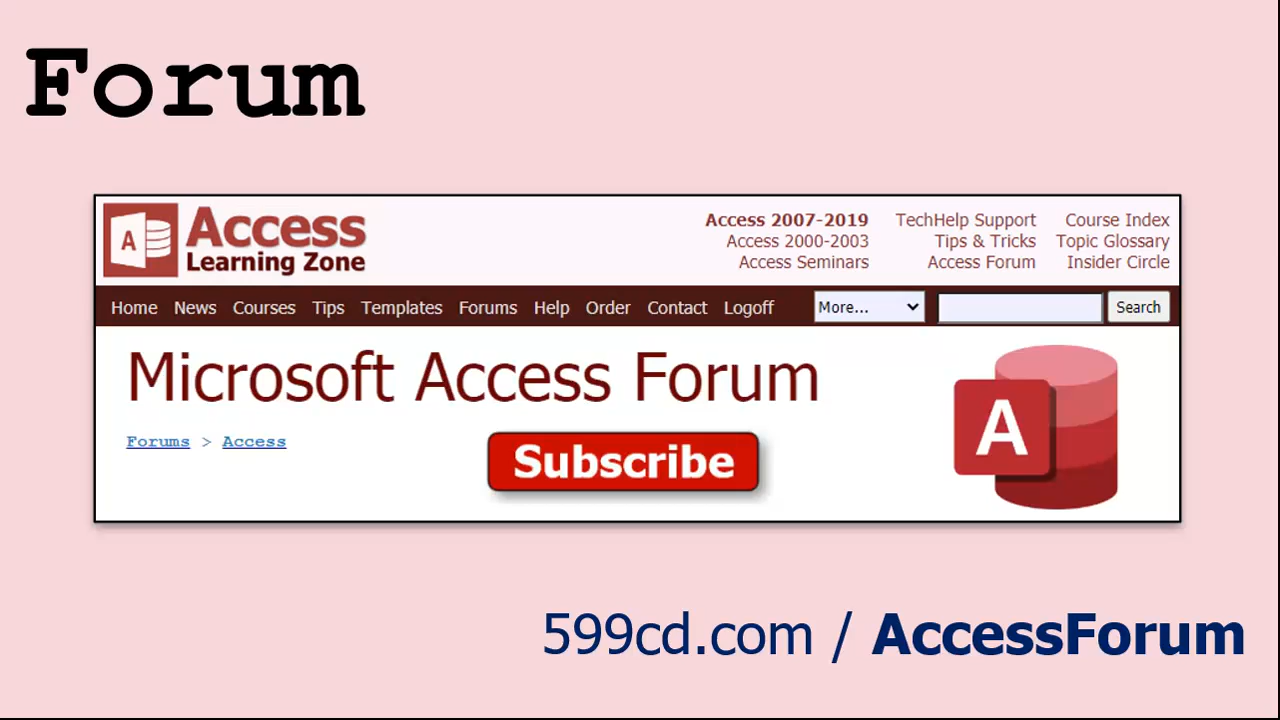 Forum
A Access
Learning Zone
Access 2007-2019 TechHelp Support Course Index
Access 2000-2003 Tips & Tricks Topic Glossary
Access Seminars Access Forum Insider Circle
Home News Courses Tips Templates Forums Help Order Contact Logoff More... Search
Microsoft Access Forum
A
Forums > Access
Subscribe
599cd.com / AccessForum